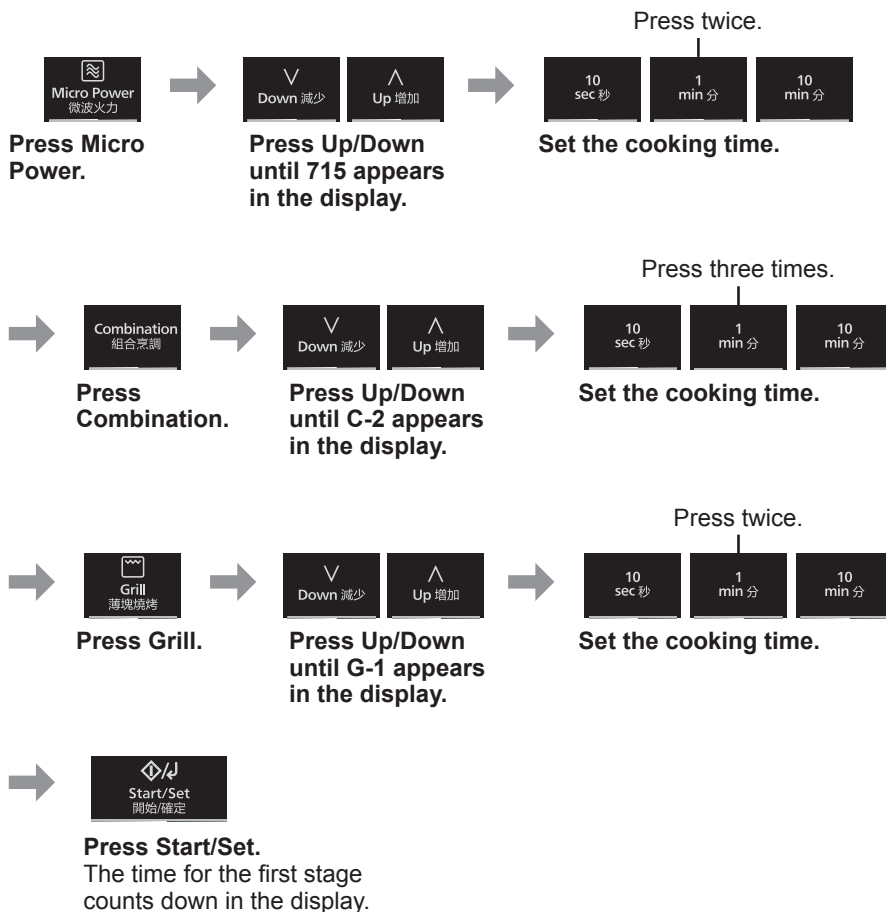 Press twice.
Micro Power
微波火力
Down 減少
Up 增加
10
sec 秒
1
min 分
10
min 分
Press Micro
Power.
Press Up/Down
until 715 appears
in the display.
Set the cooking time.
Press three times.
Combination
組合烹調
Down 減少
Up 增加
10
sec 秒
1
min 分
10
min 分
Press
Combination.
Press Up/Down
until C-2 appears
in the display.
Set the cooking time.
Press twice.
Grill
薄塊燒烤
Down 減少
Up 增加
10
sec 秒
1
min 分
10
min 分
Press Grill.
Press Up/Down
until G-1 appears
in the display.
Set the cooking time.
Start/Set
開始/確定
Press Start/Set.
The time for the first stage
counts down in the display.